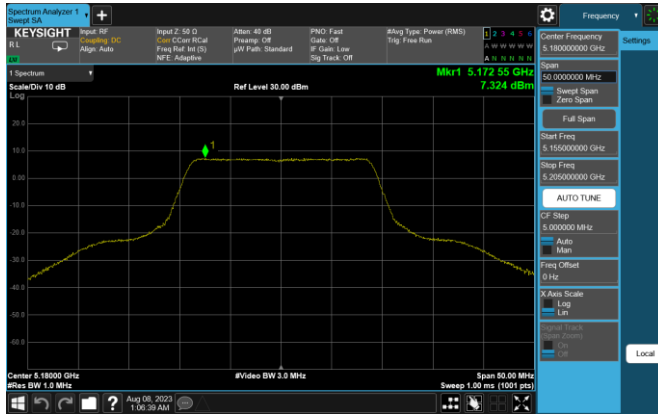 Spectrum Analyzer 1
Swept SA
Frequency
KEYSIGHT
R L
Input: RF
Coupling: DC
Align: Auto
Input Z: 50 Ω
Corr CCorr RCal
Freq Ref: Int (S)
NFE: Adaptive
Atten: 40 dB
Preamp: Off
µW Path: Standard
PNO: Fast
Gate: Off
IF Gain: Low
Sig Track: Off
#Avg Type: Power (RMS)
Trig: Free Run
1 2 3 4 5 6
A W W W W W
A N N N N N
1 Spectrum
Scale/Div 10 dB
Log
Ref Level 30.00 dBm
Mkr1 5.172 55 GHz
7.324 dBm
20.0
10.0
0.00
-10.0
-20.0
-30.0
-40.0
-50.0
-60.0
1
Center 5.18000 GHz
#Res BW 1.0 MHz
#Video BW 3.0 MHz
Span 50.00 MHz
Sweep 1.00 ms (1001 pts)
Aug 08, 2023
1:06:39 AM
Center Frequency
5.180000000 GHz
Span
50.0000000 MHz
Swept Span
Zero Span
Full Span
Start Freq
5.155000000 GHz
Stop Freq
5.205000000 GHz
AUTO TUNE
CF Step
5.000000 MHz
Auto
Man
Freq Offset
0 Hz
X Axis Scale
Log
Lin
Signal Track
(Span Zoom)
On
Off
Settings
Local